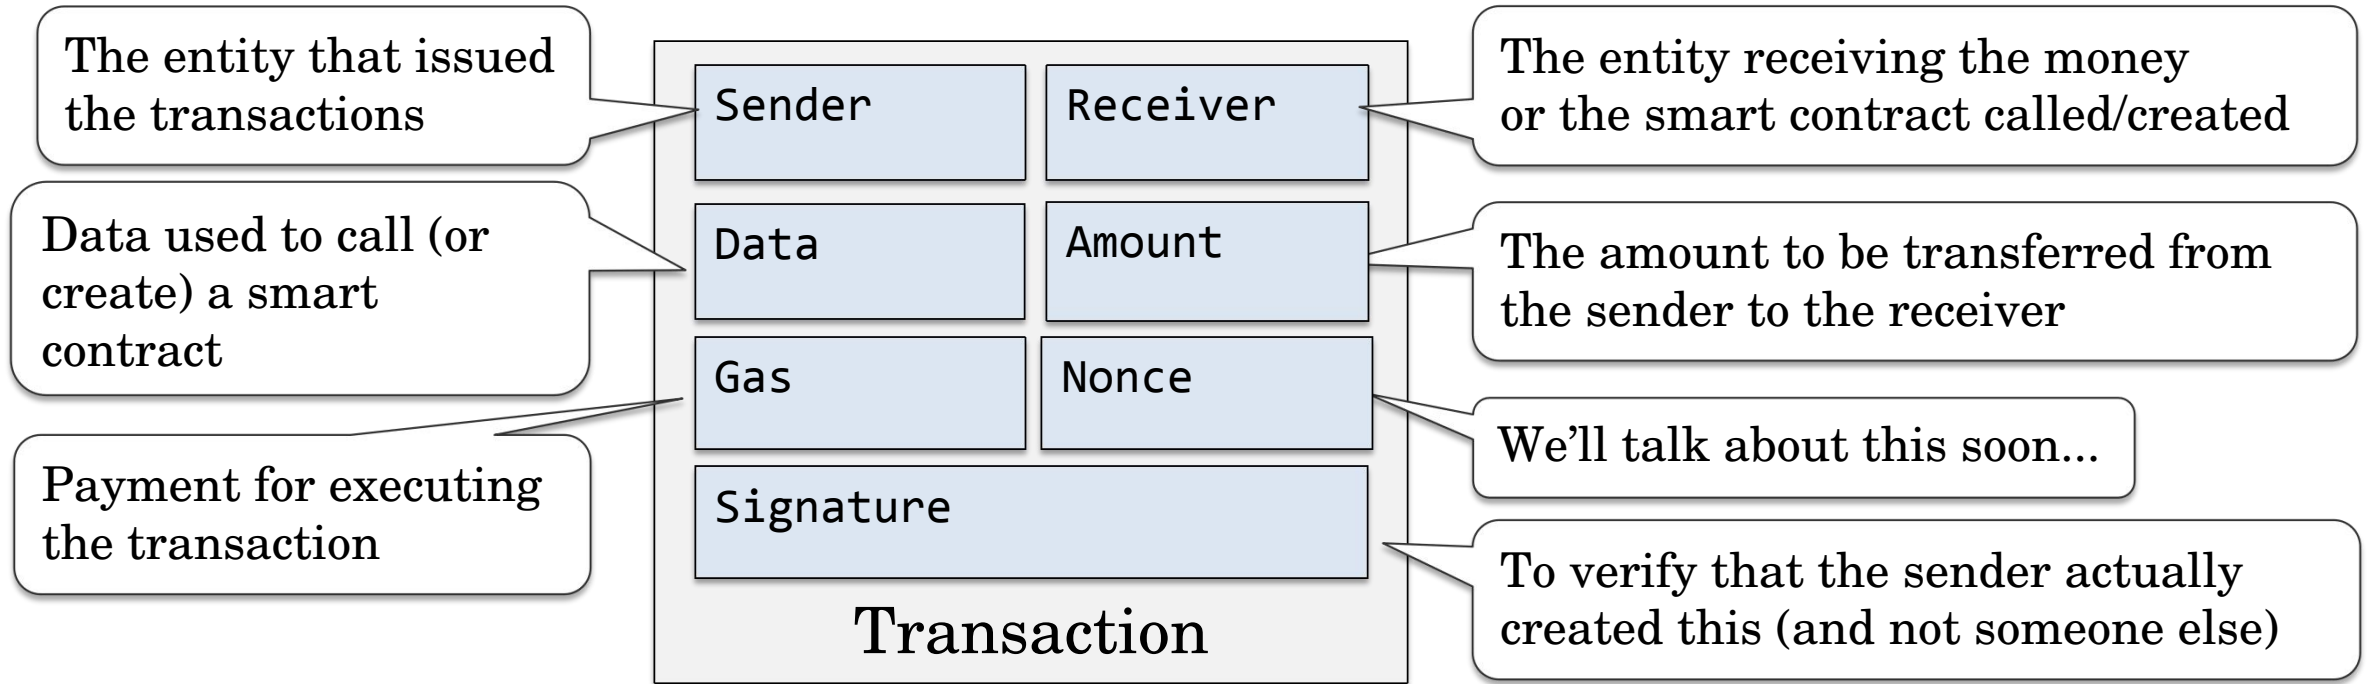 The entity that issued
the transactions
Sender
Receiver
The entity receiving the money
or the smart contract called/created
Data used to call (or
create) a smart
contract
Data
Amount
The amount to be transferred from
the sender to the receiver
Gas
Nonce
Payment for executing
the transaction
We'll talk about this soon...
Signature
To verify that the sender actually
created this (and not someone else)
Transaction